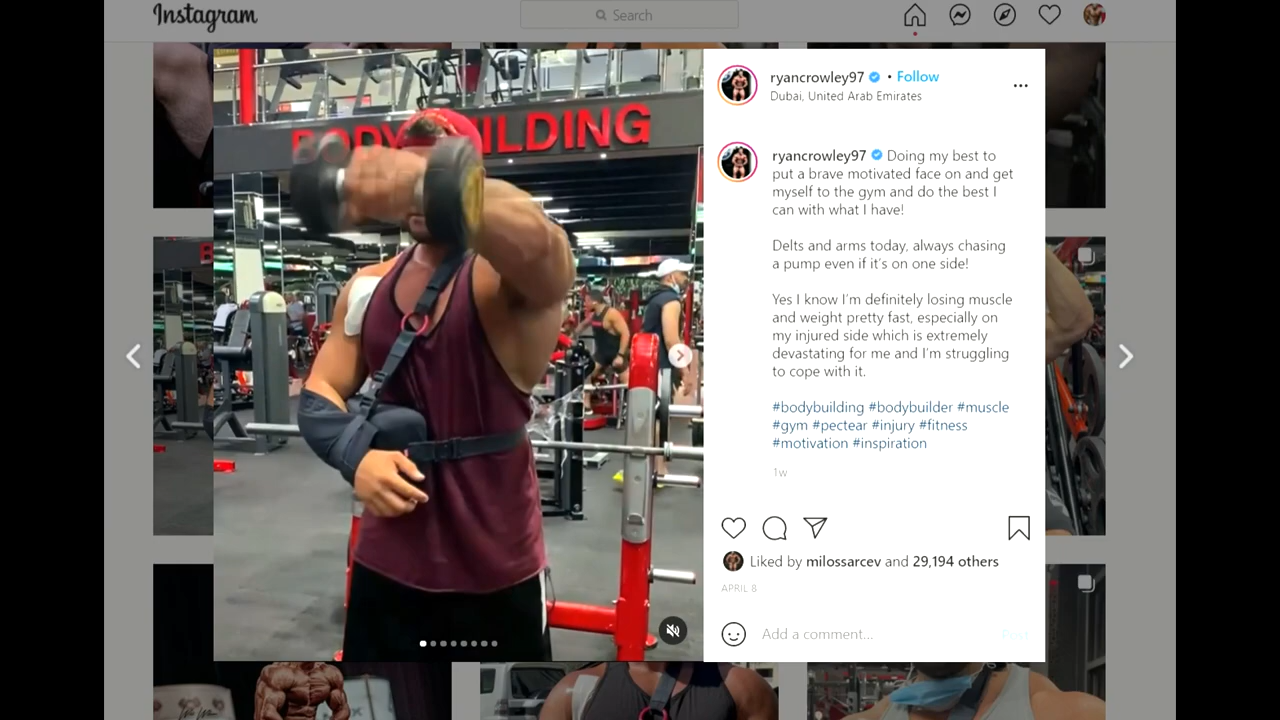 Instagram
Search
BODYBUILDING
ryancrowley97 • Follow
Dubai, United Arab Emirates
ryancrowley97 Doing my best to
put a brave motivated face on and get
myself to the gym and do the best I
can with what I have!
Delts and arms today, always chasing
a pump even if it's on one side!
Yes I know I'm definitely losing muscle
and weight pretty fast, especially on
my injured side which is extremely
devastating for me and I'm struggling
to cope with it.
#bodybuilding #bodybuilder #muscle
#gym #pectear #injury #fitness
#motivation #inspiration
1w
Liked by milossarcev and 29,194 others
APRIL 8
Add a comment...
Post